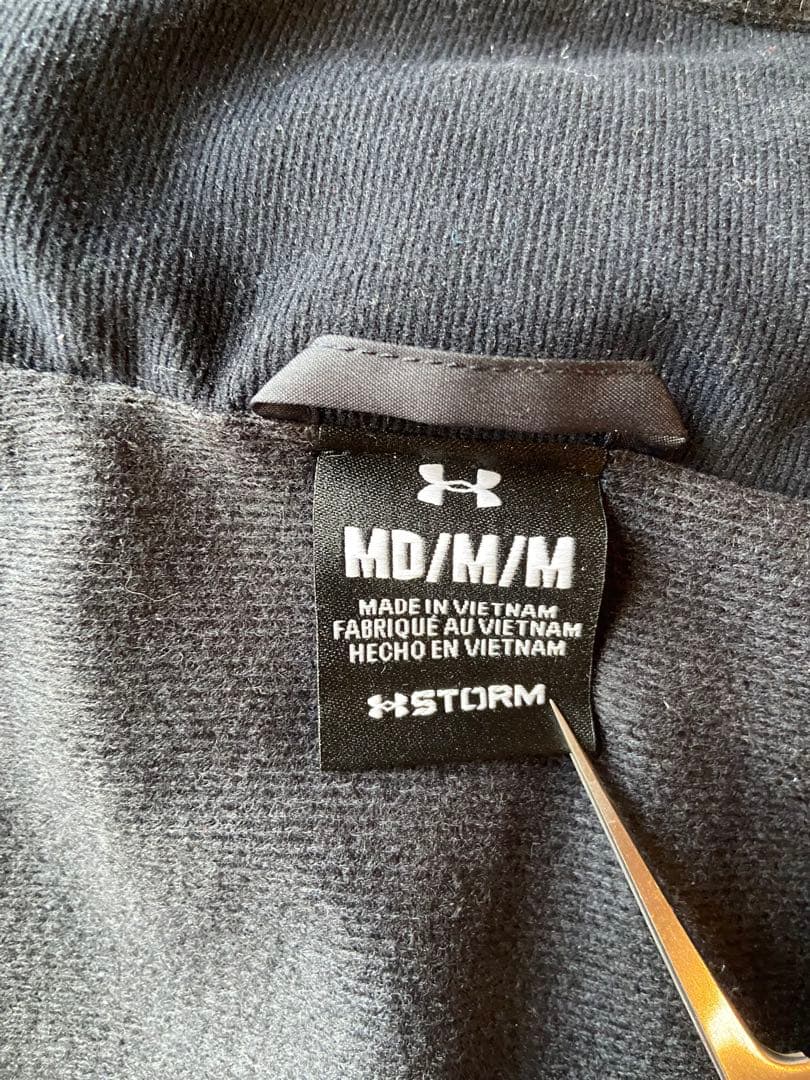 MD/M/M
MADE IN VIETNAM
FABRIQUÉ AU VIETNAM
HECHO EN VIETNAM
STORM